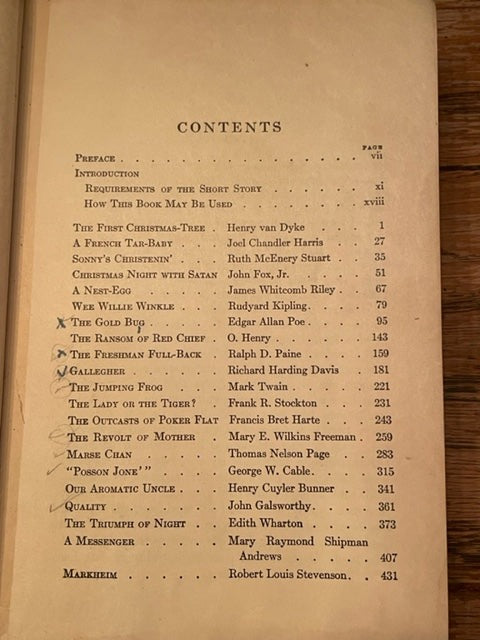 CONTENTS
PAGE
PREFACE . . . . . . . . . . . . . . . . vii
INTRODUCTION
REQUIREMENTS OF THE SHORT STORY . . . . . . . xi
HOW THIS BOOK MAY BE USED . . . . . . . . xviii
THE FIRST CHRISTMAS-TREE . Henry van Dyke . . . 1
A FRENCH TAR-BABY . . . Joel Chandler Harris . . 27
SONNY'S CHRISTENIN' . . . Ruth McEnery Stuart . . 35
CHRISTMAS NIGHT WITH SATAN John Fox, Jr. . . . . 51
A NEST-EGG . . . . . James Whitcomb Riley . . 67
WEE WILLIE WINKLE . . . Rudyard Kipling. . . . 79
THE GOLD BUG . . . . . Edgar Allan Poe . . . 95
THE RANSOM OF RED CHIEF . O. Henry . . . . . 143
THE FRESHMAN FULL-BACK . Ralph D. Paine . . . . 159
GALLEGHER . . . . . . Richard Harding Davis . 181
THE JUMPING FROG . . . Mark Twain . . . . . 221
THE LADY OR THE TIGER? . Frank R. Stockton . . . 231
THE OUTCASTS OF POKER FLAT Francis Bret Harte . . . 243
THE REVOLT OF MOTHER . Mary E. Wilkins Freeman . 259
MARSE CHAN . . . . . Thomas Nelson Page . . . 283
"POSSON JONE'" . . . . . George W. Cable. . . . 315
OUR AROMATIC UNCLE . . . Henry Cuyler Bunner . . 341
QUALITY . . . . . . . John Galsworthy. . . . 361
THE TRIUMPH OF NIGHT . . Edith Wharton . . . . 373
A MESSENGER . . . . . Mary Raymond Shipman
Andrews . . . . . 407
MARKHEIM . . . . . . Robert Louis Stevenson. . 431